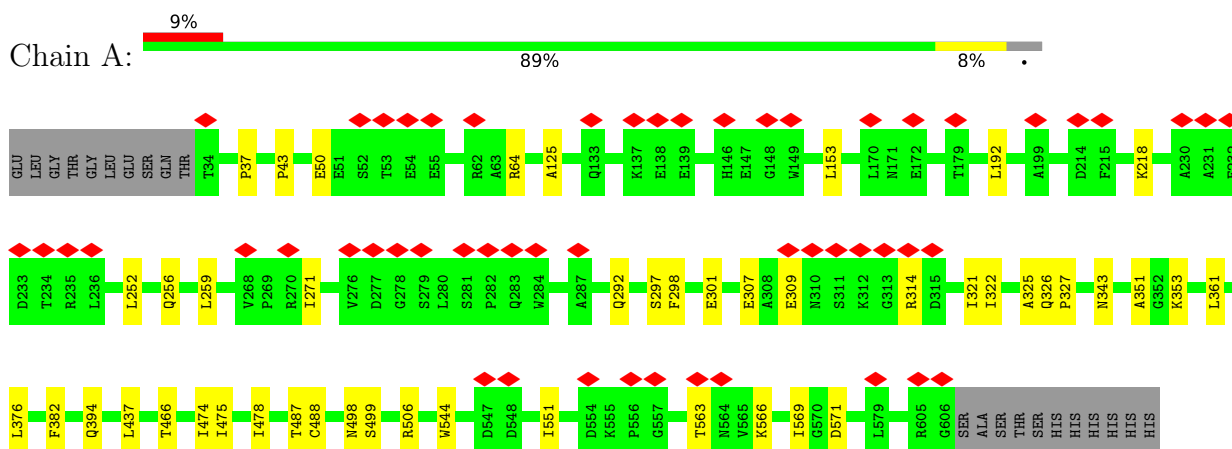 9%
Chain A:
89% 8% •
GLU LEU GLY THR GLY LEU GLU SER GLN THR T34 P37 P43 E50 E51 S52 T53 E54 E55 R62 A63 R64 A125 Q133 K137 E138 E139 H146 E147 G148 W149 L153 L170 N171 E172 T179 L192 A199 D214 F215 K218 A230 A231 E232
D233 T234 R235 L236 L252 Q256 L259 V268 P269 R270 I271 V276 D277 G278 S279 L280 S281 P282 Q283 W284 A287 Q292 S297 F298 E301 E307 A308 E309 N310 S311 K312 G313 R314 D315 I321 I322 A325 Q326 P327 N343 A351 G352 K353 L361
L376 F382 Q394 L437 T466 I474 I475 I478 T487 C488 N498 S499 R506 W544 D547 D548 I551 D554 K555 P556 G557 T563 N564 V565 K566 I569 G570 D571 L579 R605 G606 SER ALA SER THR SER HIS HIS HIS HIS HIS HIS